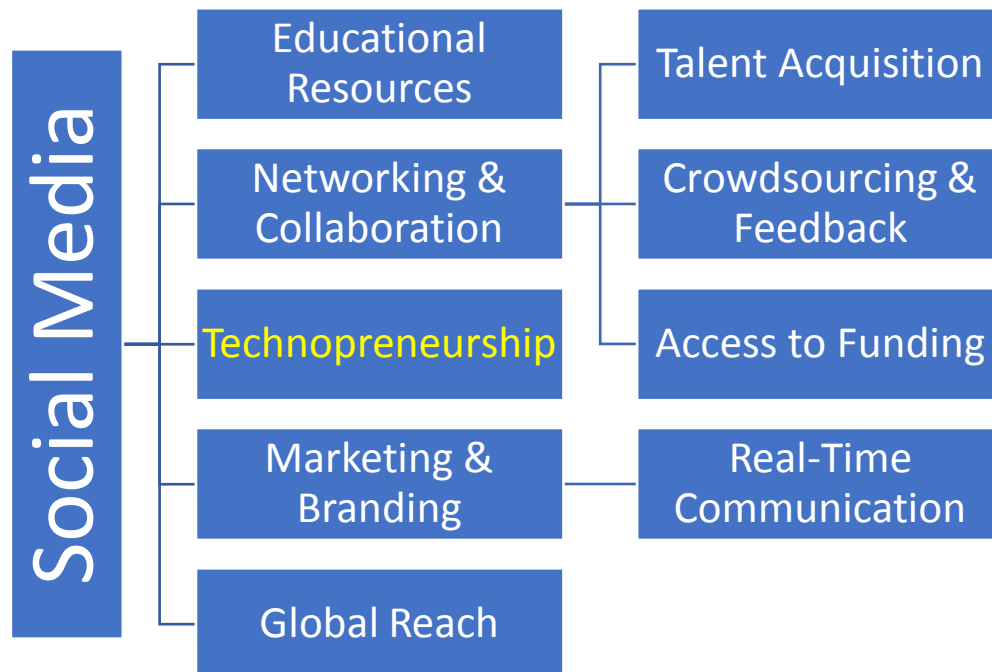 Social Media
Educational
Resources
Networking &
Collaboration
Technopreneurship
Marketing &
Branding
Global Reach
Talent Acquisition
Crowdsourcing &
Feedback
Access to Funding
Real-Time
Communication